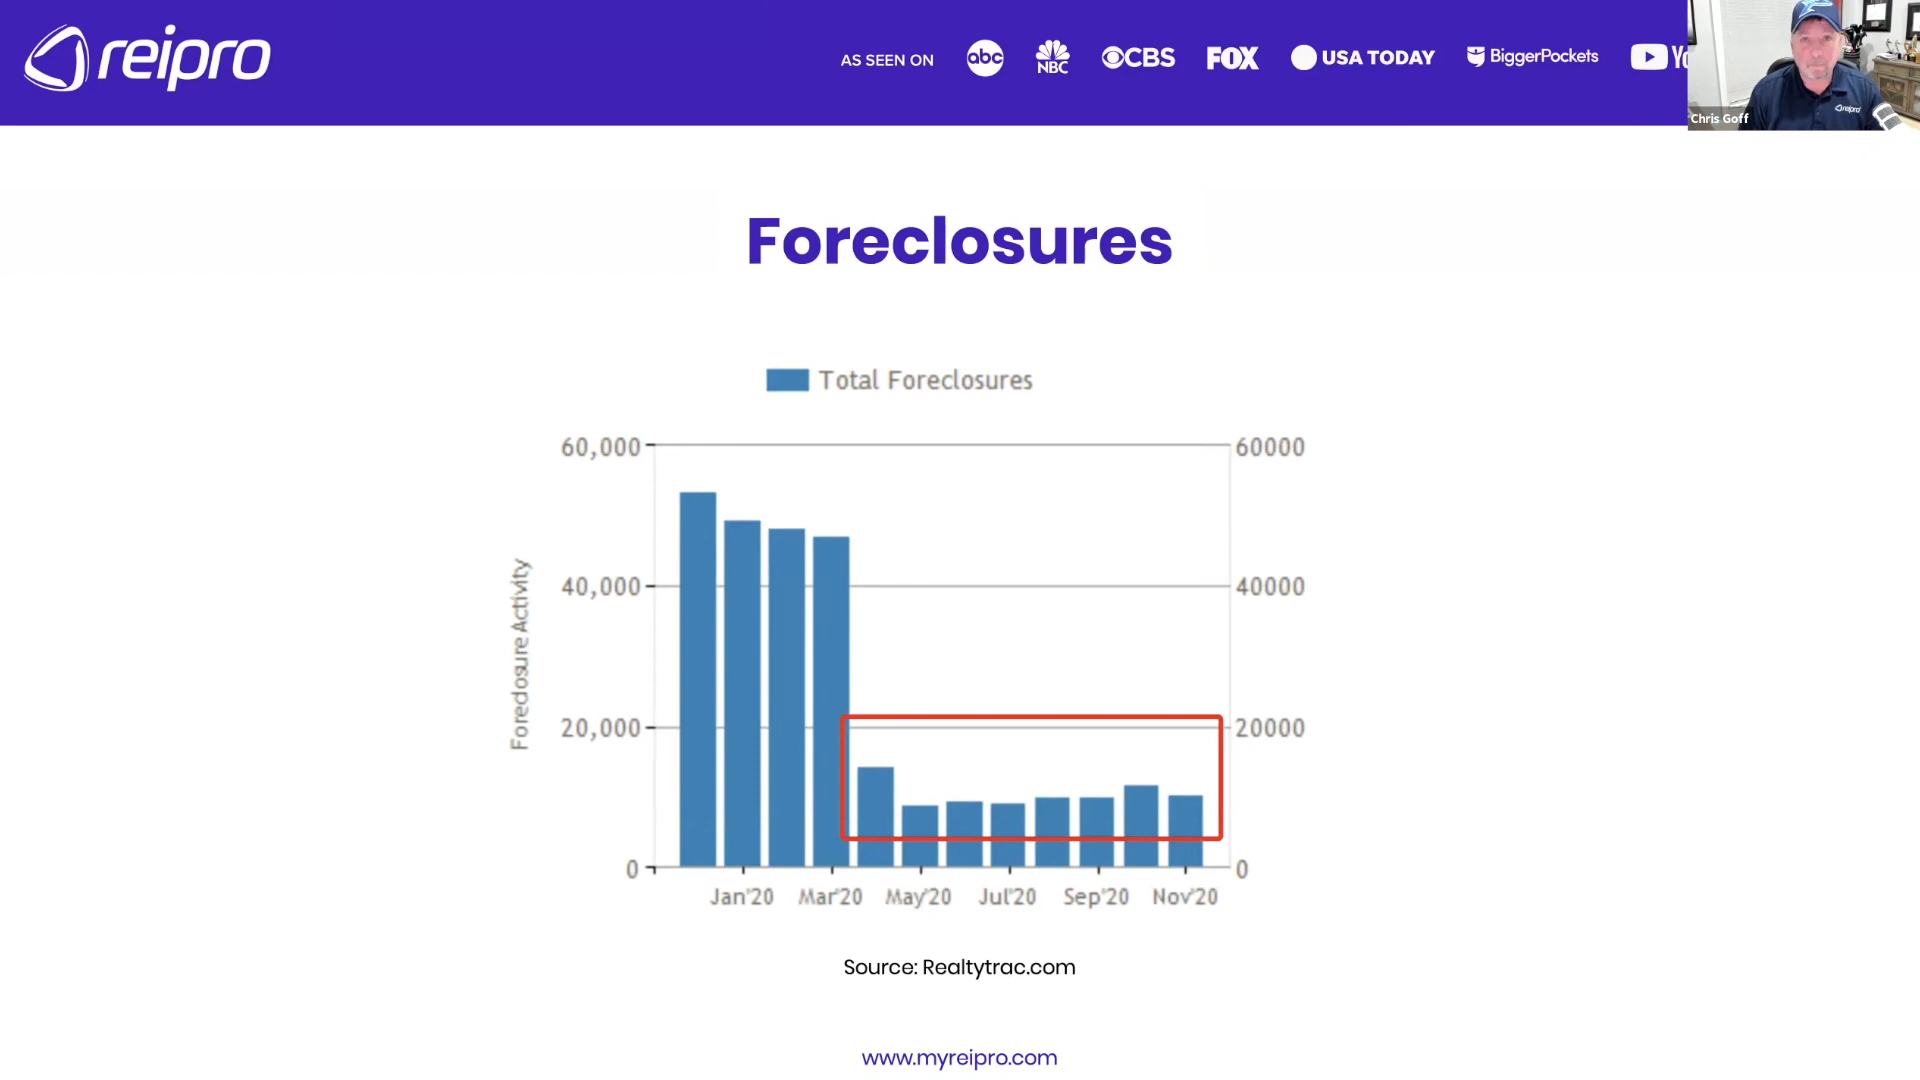 reipro
AS SEEN ON
abc
NBC
CBS
FOX
USA TODAY
BiggerPockets
Chris Goff
reipro
Foreclosures
Total Foreclosures
60,000
60000
40,000
40000
Foreclosure Activity
20,000
20000
0
0
Jan'20 Mar'20 May'20 Jul'20 Sep'20 Nov'20
Source: Realtytrac.com
www.myreipro.com